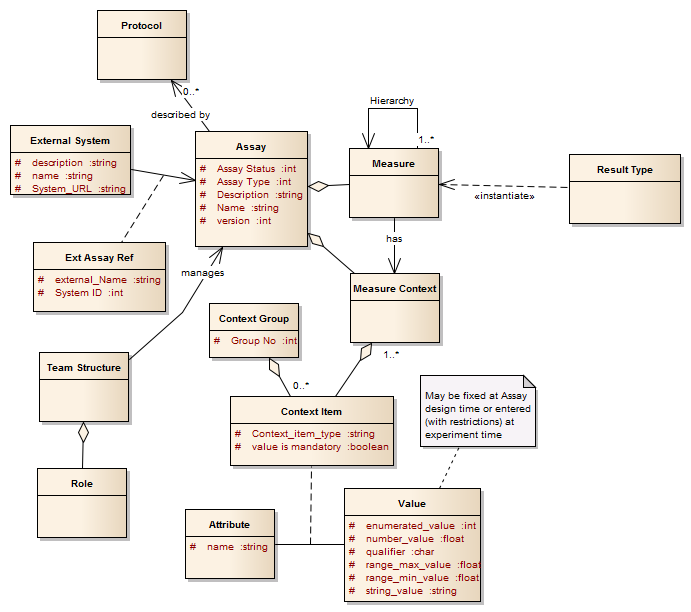 Protocol
0..*
described by
External System
# description :string
# name :string
# System_URL :string
Assay
# Assay Status :int
# Assay Type :int
# Description :string
# Name :string
# version :int
Hierarchy
1..*
Measure
Result Type
«instantiate»
has
Ext Assay Ref
# external_Name :string
# System ID :int
manages
Measure Context
1..*
Context Group
# Group No :int
0..*
Team Structure
Role
Context Item
# Context_item_type :string
# value is mandatory :boolean
May be fixed at Assay
design time or entered
(with restrictions) at
experiment time
Attribute
# name :string
Value
# enumerated_value :int
# number_value :float
# qualifier :char
# range_max_value :float
# range_min_value :float
# string_value :string